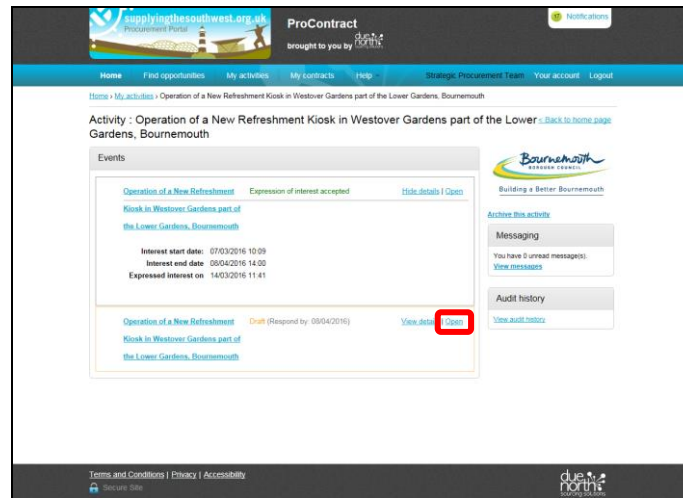 supplyingthesouthwest.org.uk
Procurement Portal
ProContract
brought to you by
due north
Notifications
Home Find opportunities My activities My contracts Help Strategic Procurement Team Your account Logout
Home › My activities › Operation of a New Refreshment Kiosk in Westover Gardens part of the Lower Gardens, Bournemouth
Activity : Operation of a New Refreshment Kiosk in Westover Gardens part of the Lower < Back to home page
Gardens, Bournemouth
Events
Operation of a New Refreshment Expression of interest accepted Hide details | Open
Kiosk in Westover Gardens part of
the Lower Gardens, Bournemouth
Interest start date: 07/03/2016 10:09
Interest end date 08/04/2016 14:00
Expressed interest on 14/03/2016 11:41
Operation of a New Refreshment Draft (Respond by: 08/04/2016) View details | Open
Kiosk in Westover Gardens part of
the Lower Gardens, Bournemouth
Bournemouth
BOROUGH COUNCIL
Building a Better Bournemouth
Archive this activity
Messaging
You have 0 unread message(s).
View messages
Audit history
View audit history
Terms and Conditions | Privacy | Accessibility
Secure Site
due north
sourcing solutions